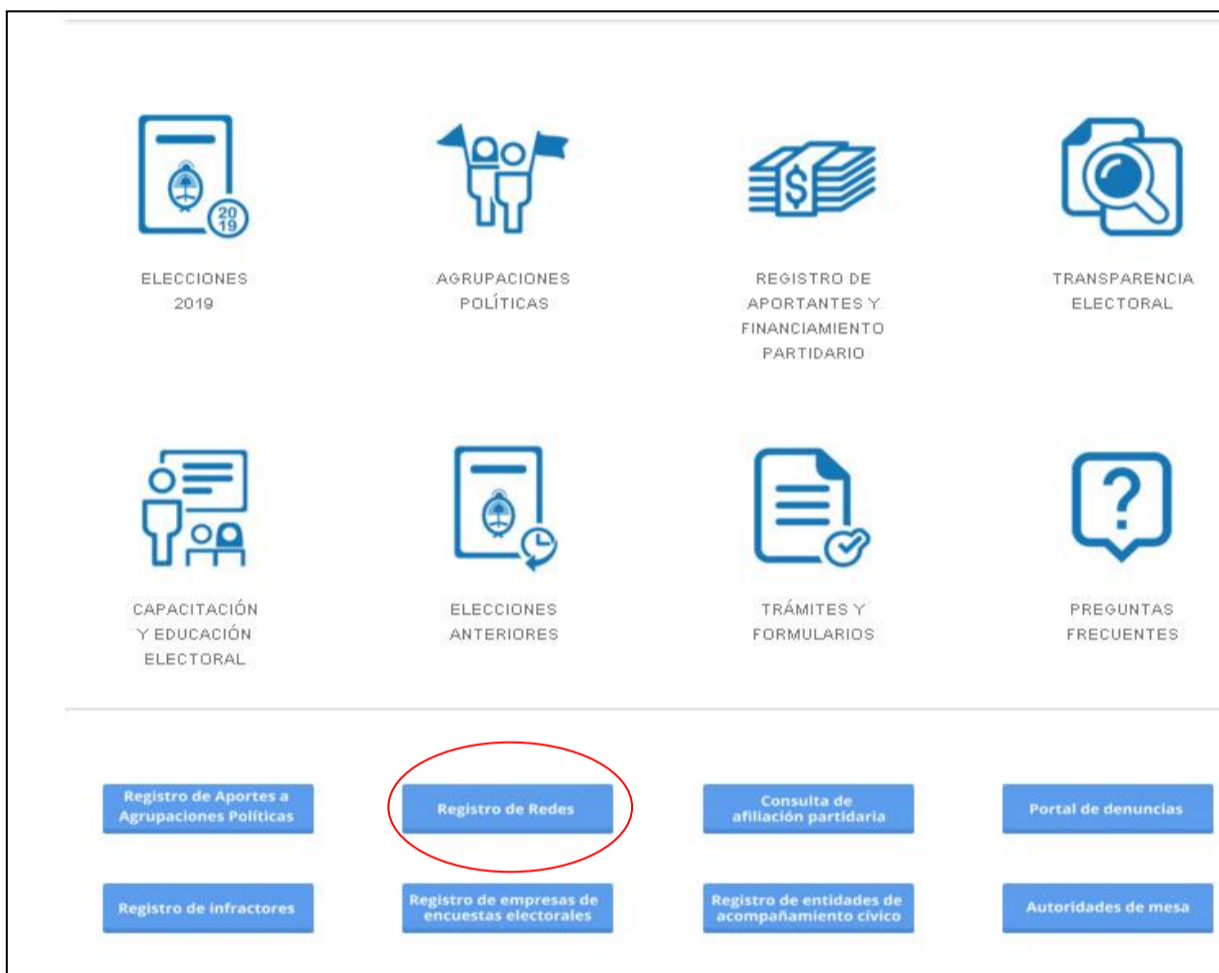 20
19
$
ELECCIONES
2019
AGRUPACIONES
POLÍTICAS
REGISTRO DE
APORTANTES Y
FINANCIAMIENTO
PARTIDARIO
TRANSPARENCIA
ELECTORAL
?
CAPACITACIÓN
Y EDUCACIÓN
ELECTORAL
ELECCIONES
ANTERIORES
TRÁMITES Y
FORMULARIOS
PREGUNTAS
FRECUENTES
Registro de Aportes a
Agrupaciones Políticas
Registro de Redes
Consulta de
afiliación partidaria
Portal de denuncias
Registro de infractores
Registro de empresas de
encuestas electorales
Registro de entidades de
acompañamiento cívico
Autoridades de mesa